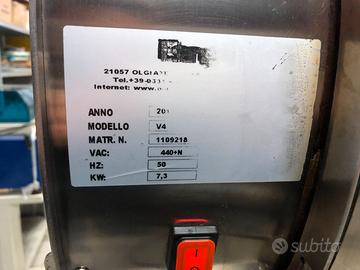 21057 OLGIAT
Tel.+39-0331
Internet: www.
ANNO 201
MODELLO V4
MATR. N. 1109218
VAC: 440+N
HZ: 50
KW: 7,3
I
subito